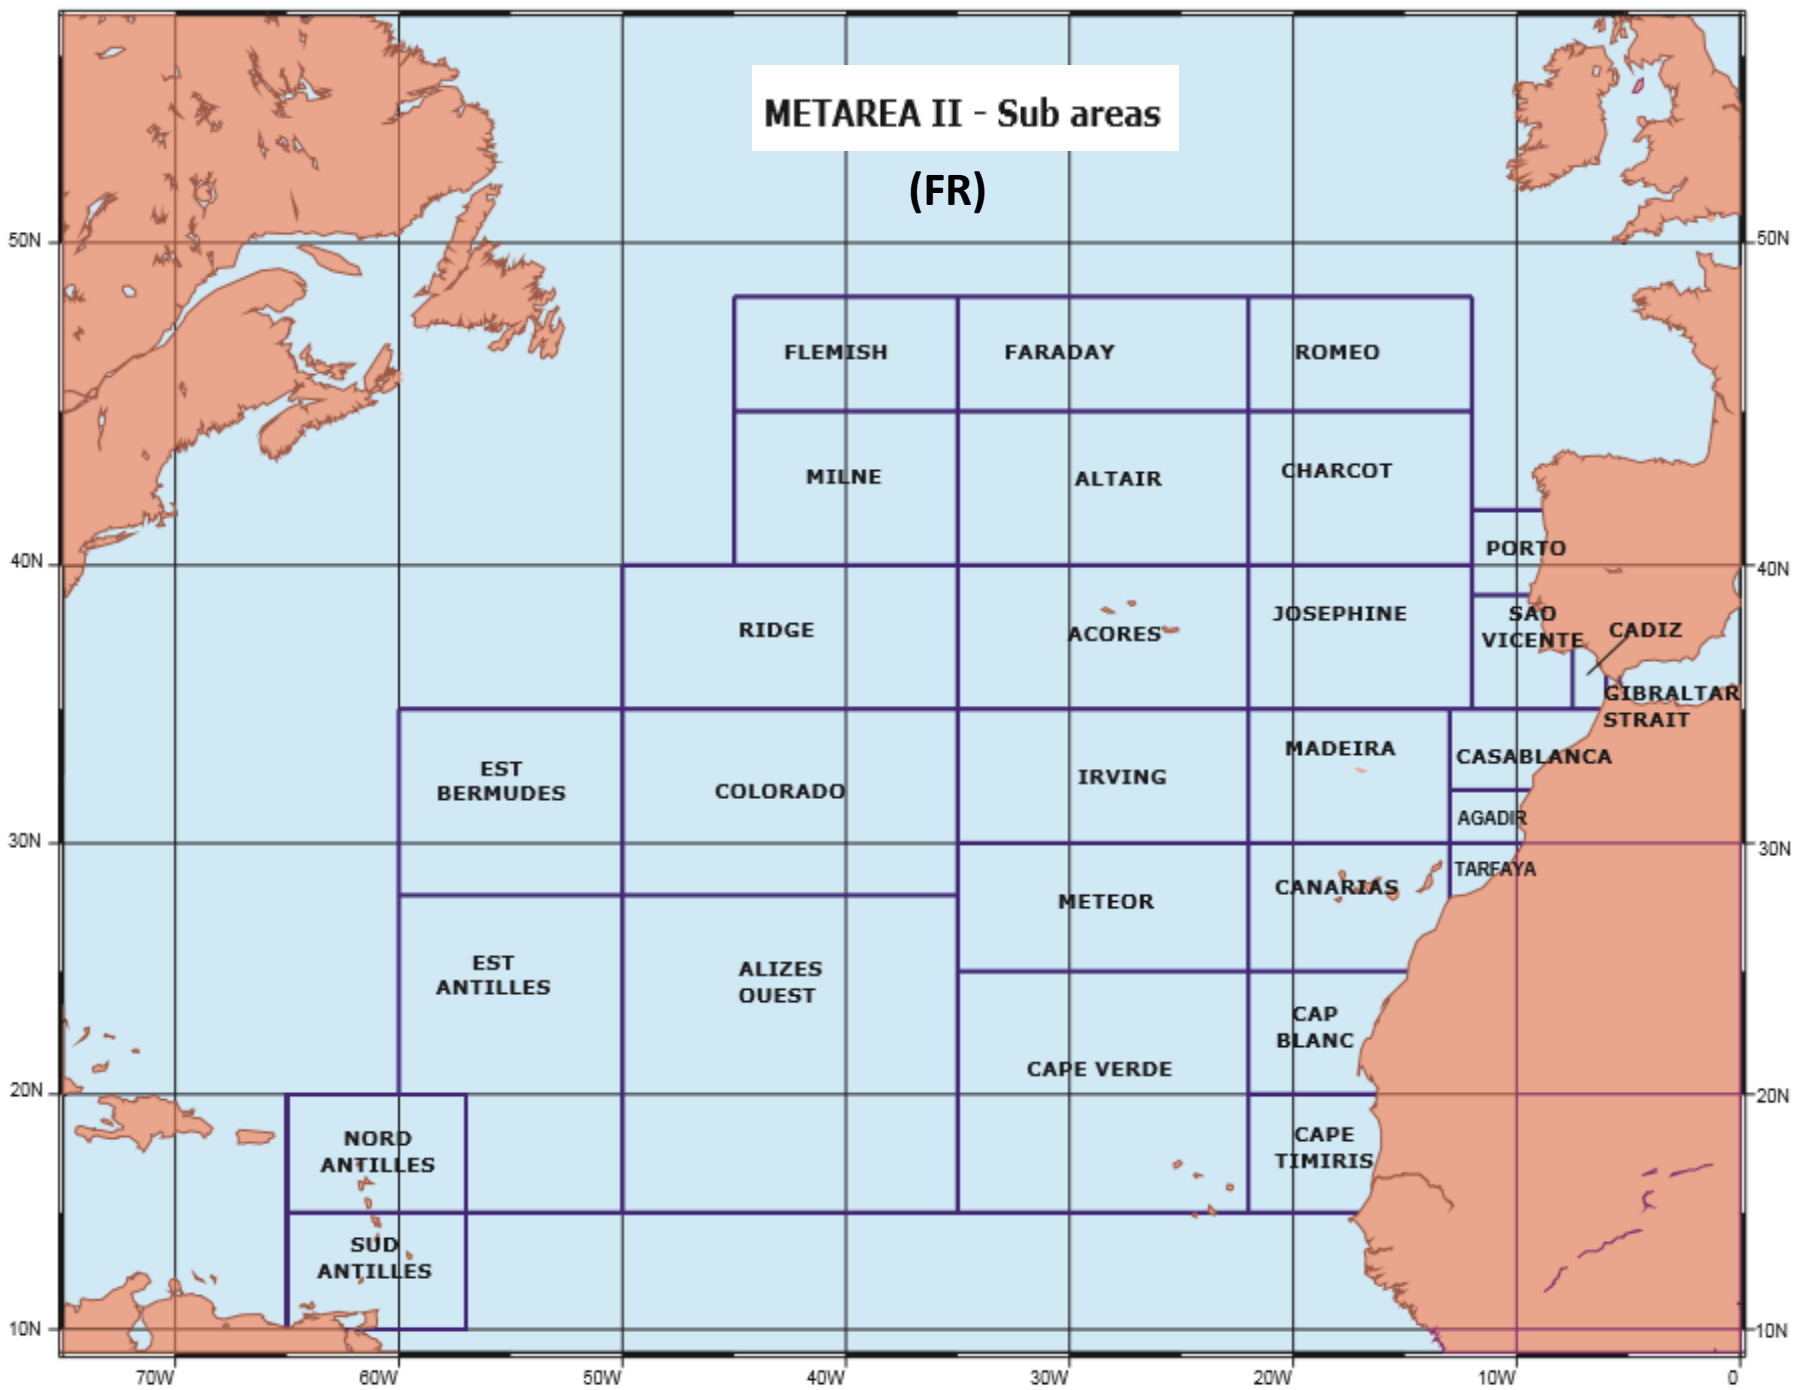 METAREA II - Sub areas
(FR)
50N
50N
FLEMISH
FARADAY
ROMEO
MILNE
ALTAIR
CHARCOT
PORTO
40N
40N
RIDGE
ACORES
JOSEPHINE
SAO
VICENTE
CADIZ
GIBRALTAR
STRAIT
EST
BERMUDES
COLORADO
IRVING
MADEIRA
CASABLANCA
AGADIR
30N
30N
TARFAYA
METEOR
CANARIAS
EST
ANTILLES
ALIZES
OUEST
CAP
BLANC
CAPE VERDE
20N
20N
NORD
ANTILLES
CAPE
TIMIRIS
SUD
ANTILLES
10N
10N
70W
60W
50W
40W
30W
20W
10W
0